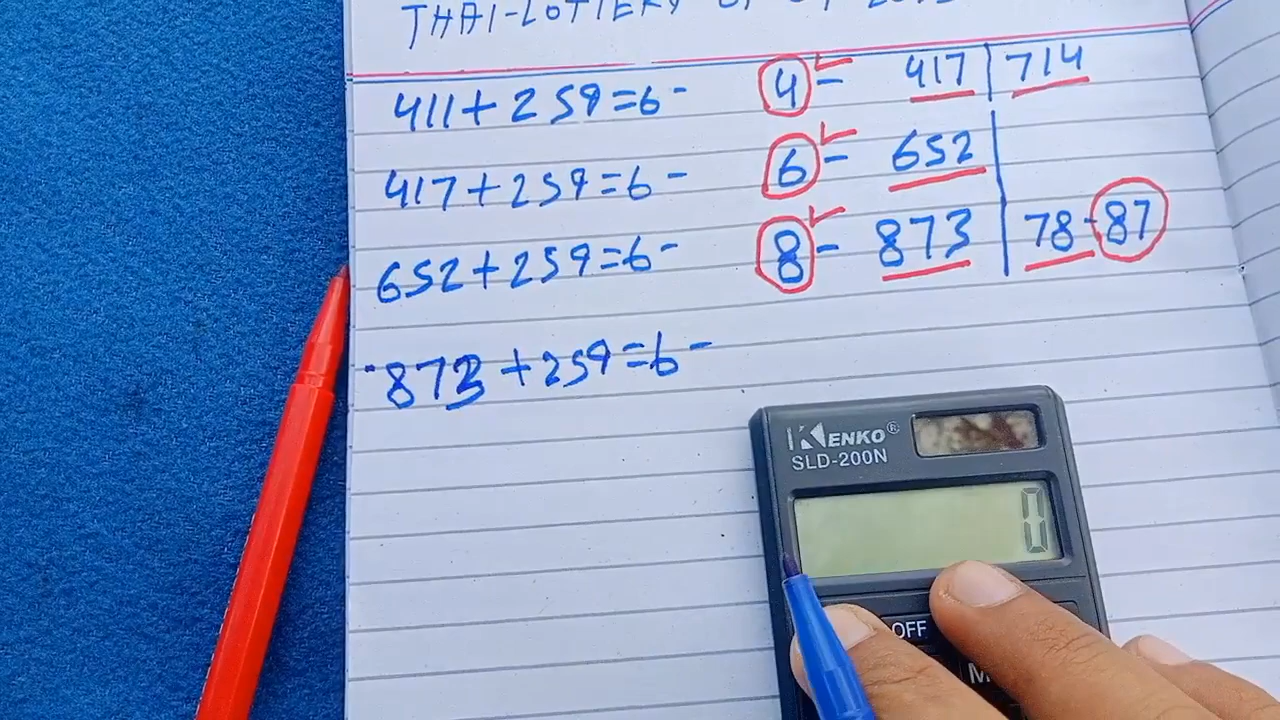 THAI-LOTTERY
411+259=6- 4- 417 | 714
417+259=6- 6- 652
652+259=6- 8- 873 | 78-87
873+259=6-
KENKO®
SLD-200N
0
OFF
M